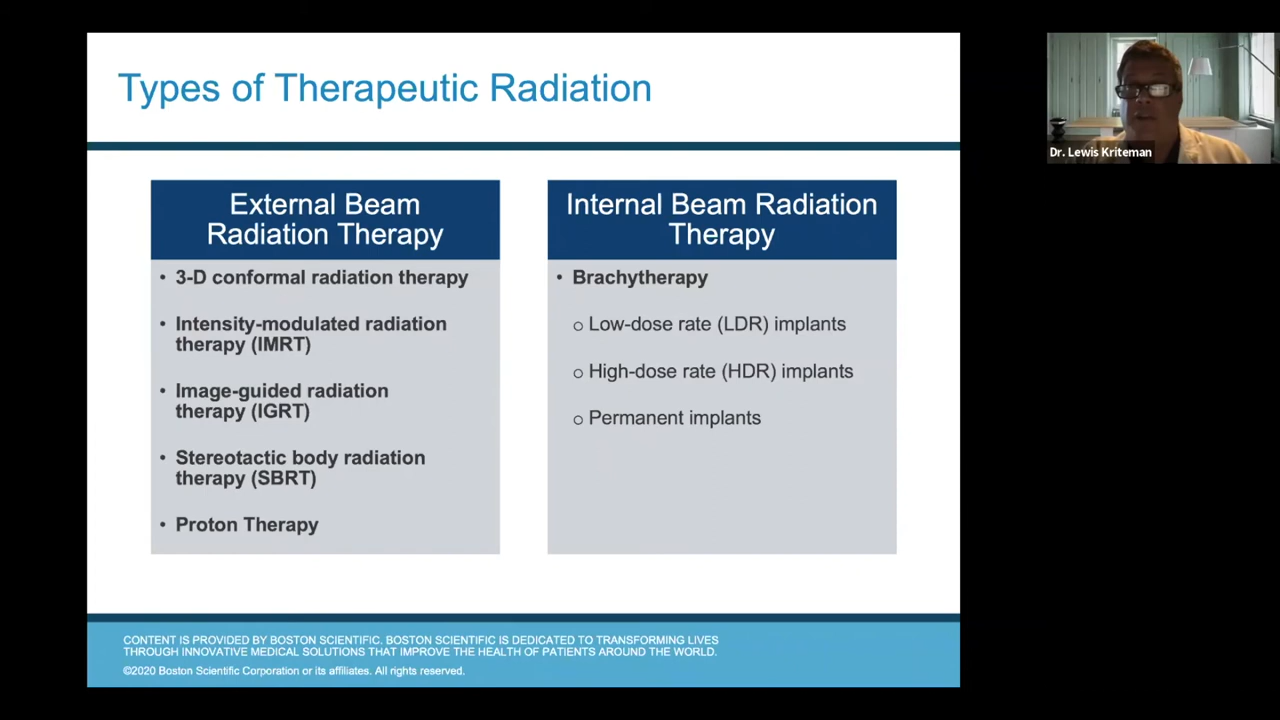 Types of Therapeutic Radiation
External Beam
Radiation Therapy
• 3-D conformal radiation therapy
• Intensity-modulated radiation
therapy (IMRT)
• Image-guided radiation
therapy (IGRT)
• Stereotactic body radiation
therapy (SBRT)
• Proton Therapy
Internal Beam Radiation
Therapy
• Brachytherapy
o Low-dose rate (LDR) implants
o High-dose rate (HDR) implants
o Permanent implants
CONTENT IS PROVIDED BY BOSTON SCIENTIFIC. BOSTON SCIENTIFIC IS DEDICATED TO TRANSFORMING LIVES
THROUGH INNOVATIVE MEDICAL SOLUTIONS THAT IMPROVE THE HEALTH OF PATIENTS AROUND THE WORLD.
©2020 Boston Scientific Corporation or its affiliates. All rights reserved.
Dr. Lewis Kriteman